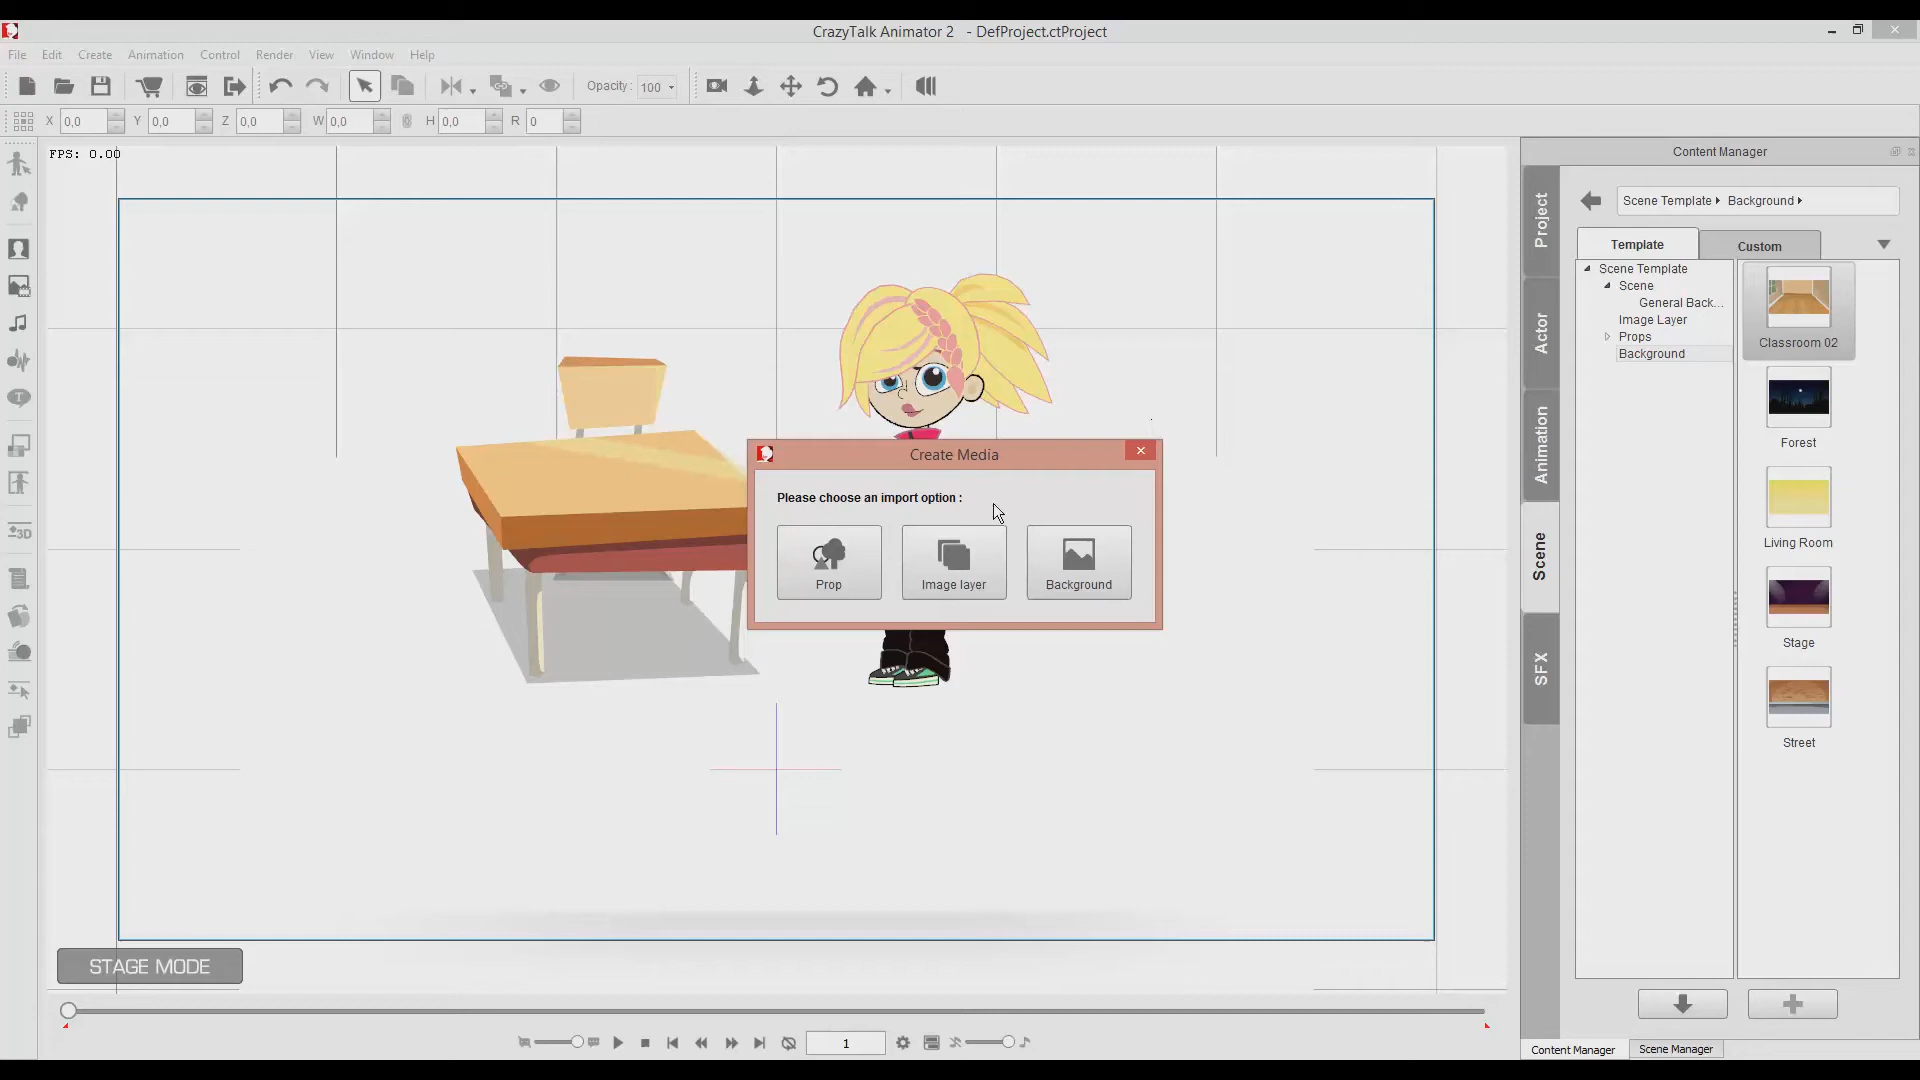 CrazyTalk Animator 2 - DefProject.ctProject
File Edit Create Animation Control Render View Window Help
Opacity: 100
X 0,0 Y 0,0 Z 0,0 W 0,0 H 0,0 R 0
FPS: 0.00
Content Manager
Scene Template Background
Template Custom
Project
Actor
Animation
Scene
SFX
Scene Template
Scene
General Back...
Image Layer
Props
Background
Classroom 02
Forest
Living Room
Stage
Street
Create Media
Please choose an import option :
Prop Image layer Background
STAGE MODE
3D
T
1
Content Manager Scene Manager